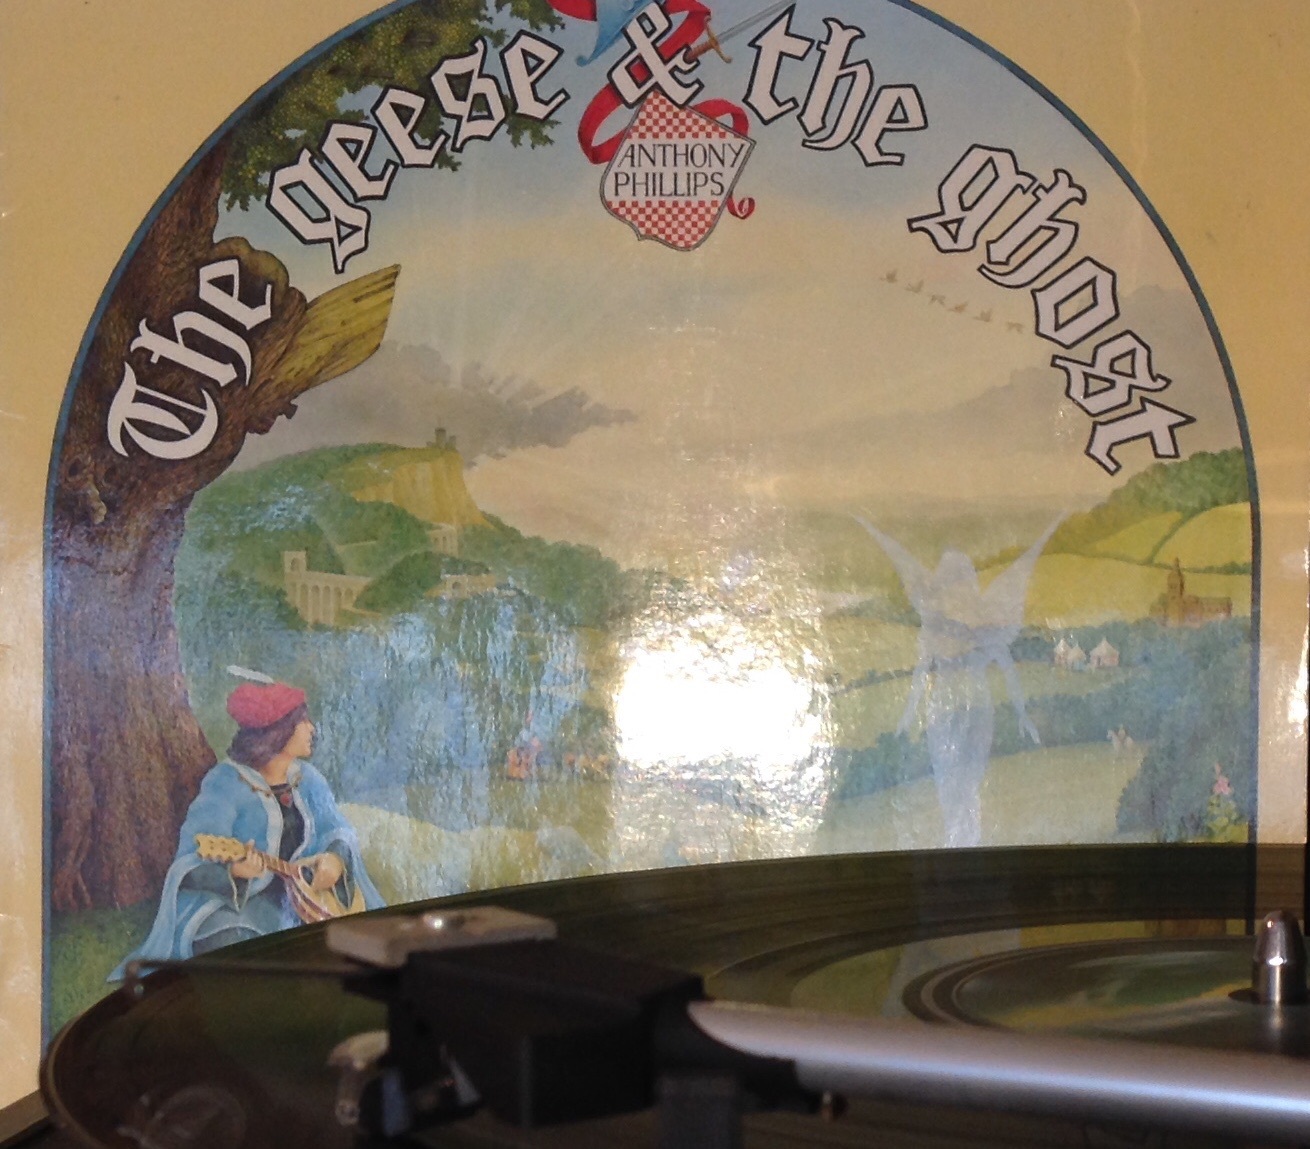 The geese & the ghost
ANTHONY
PHILLIPS